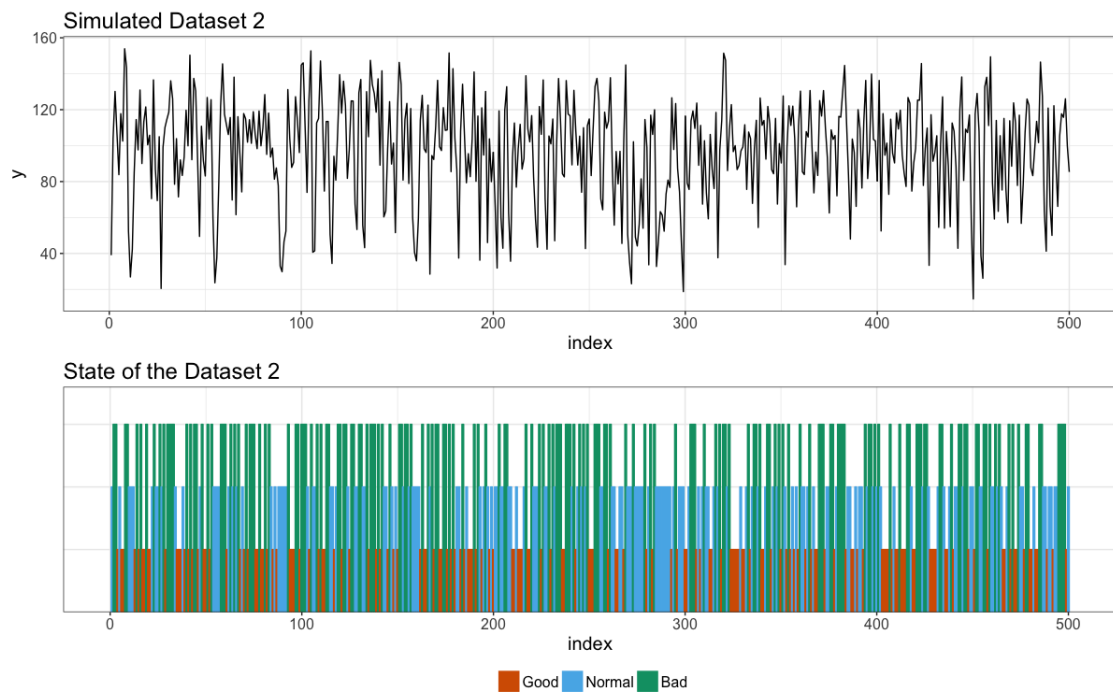 Simulated Dataset 2
160
120
80
40
y
0 100 200 300 400 500
index
State of the Dataset 2
0 100 200 300 400 500
index
Good Normal Bad